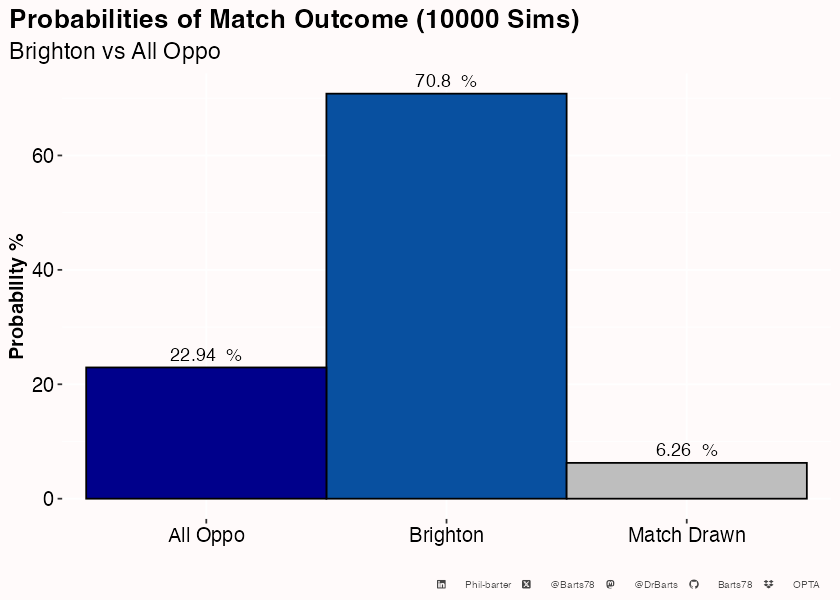 Probabilities of Match Outcome (10000 Sims)
Brighton vs All Oppo
70.8 %
60
Probability %
40
22.94 %
20
6.26 %
0
All Oppo Brighton Match Drawn
Phil-barter @Barts78 @DrBarts Barts78 OPTA